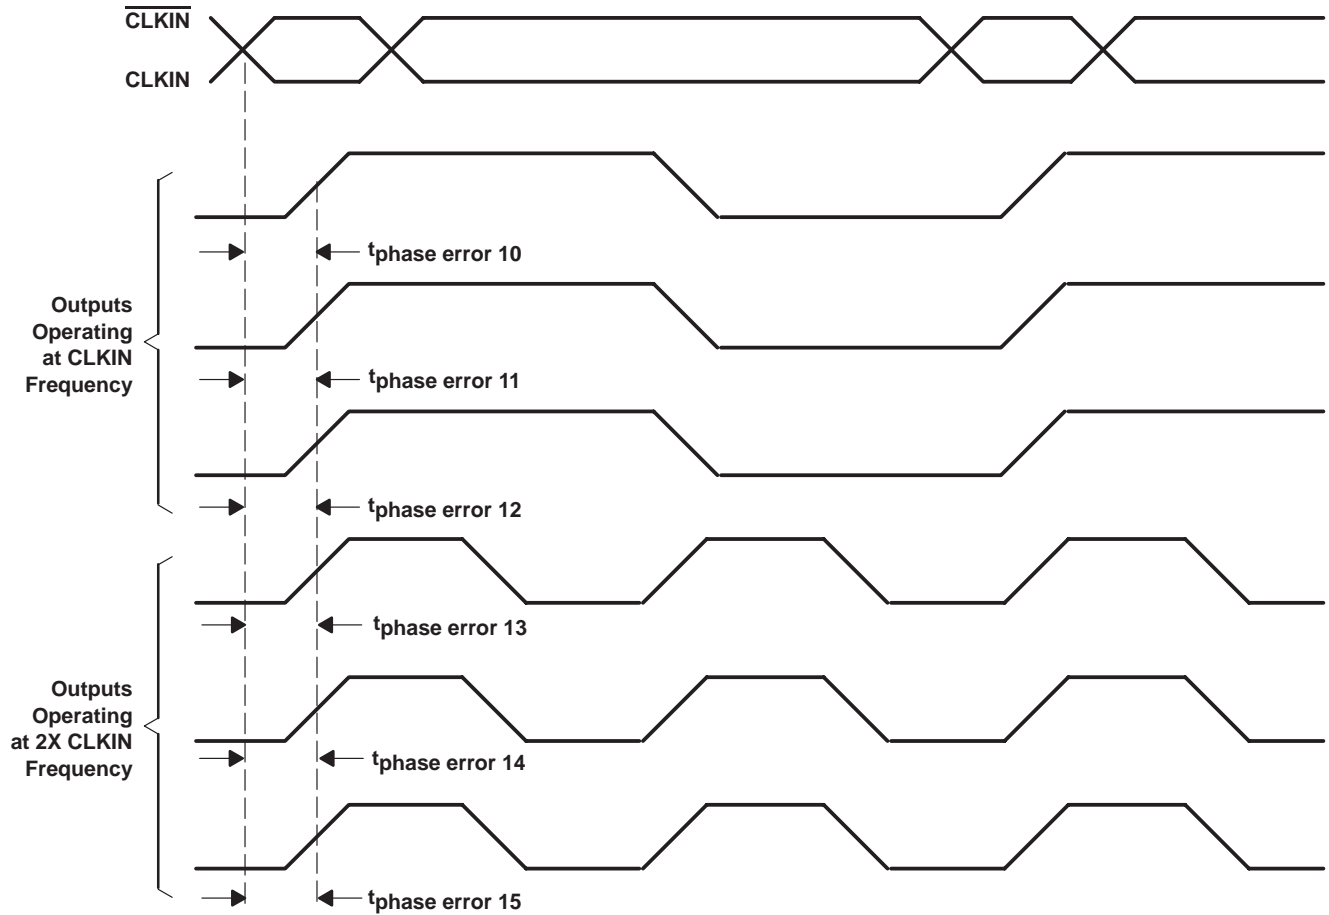 CLKIN
CLKIN
tphase error 10
Outputs
Operating
at CLKIN
Frequency
tphase error 11
tphase error 12
tphase error 13
Outputs
Operating
at 2X CLKIN
Frequency
tphase error 14
tphase error 15